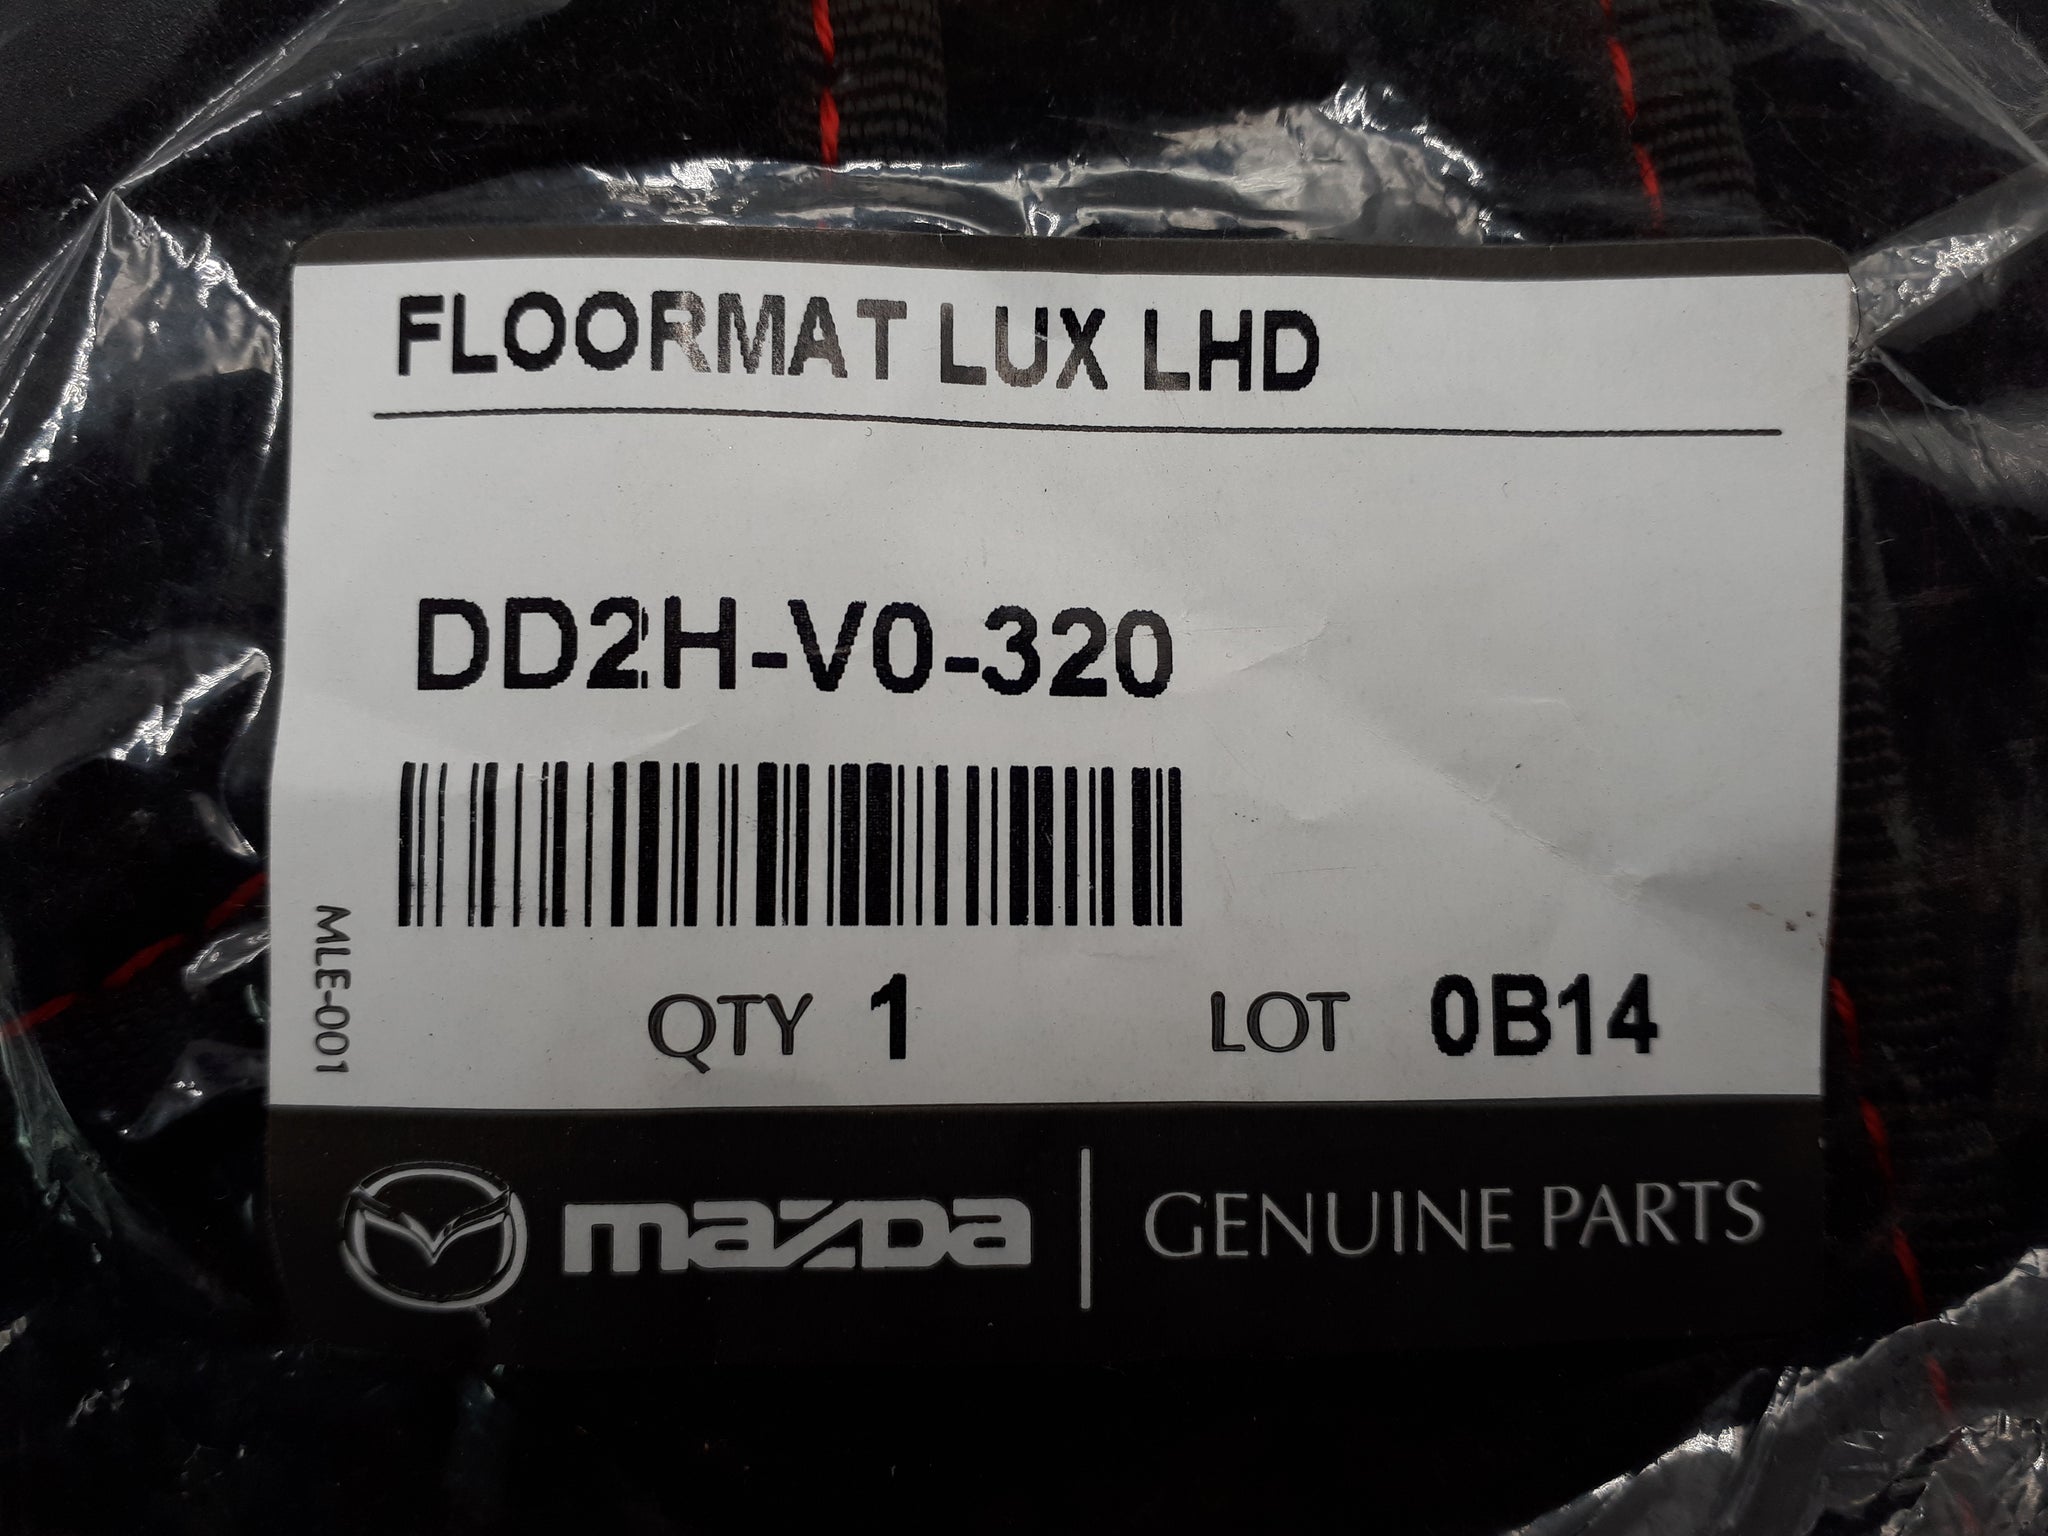 FLOORMAT LUX LHD
DD2H-V0-320
MLE-001
QTY 1 LOT 0B14
mazda GENUINE PARTS